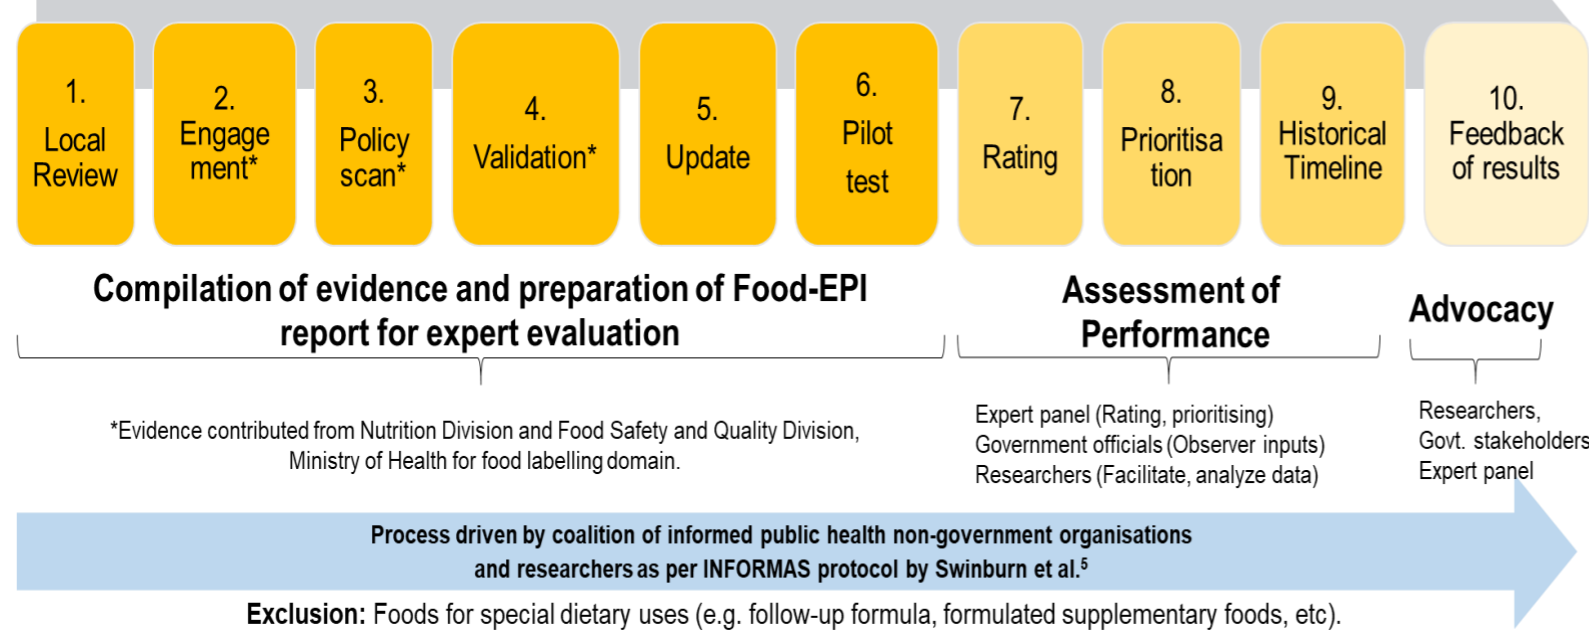 1.
Local
Review
2.
Engage
ment*
3.
Policy
scan*
4.
Validation*
5.
Update
6.
Pilot
test
7.
Rating
8.
Prioritisa
tion
9.
Historical
Timeline
10.
Feedback
of results
Compilation of evidence and preparation of Food-EPI
report for expert evaluation
Assessment of
Performance
Advocacy
*Evidence contributed from Nutrition Division and Food Safety and Quality Division,
Ministry of Health for food labelling domain.
Expert panel (Rating, prioritising)
Government officials (Observer inputs)
Researchers (Facilitate, analyze data)
Researchers,
Govt. stakeholders
Expert panel
Process driven by coalition of informed public health non-government organisations
and researchers as per INFORMAS protocol by Swinburn et al.⁵
Exclusion: Foods for special dietary uses (e.g. follow-up formula, formulated supplementary foods, etc).